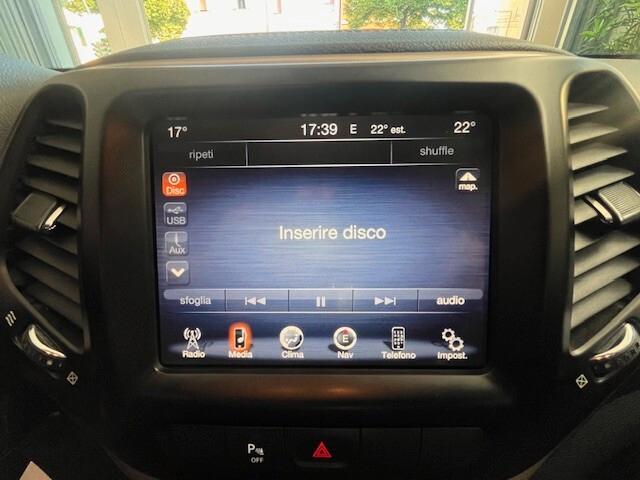 17° 17:39 E 22° est. 22°
ripeti shuffle
Disc map.
USB
Inserire disco
Aux
sfoglia audio
E
Radio Media Clima Nav Telefono Impost.
P
OFF